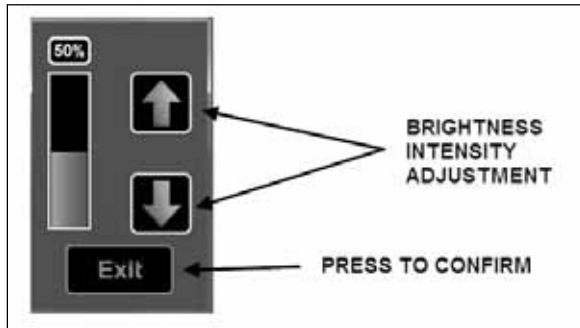 50%
BRIGHTNESS
INTENSITY
ADJUSTMENT
Exit
PRESS TO CONFIRM